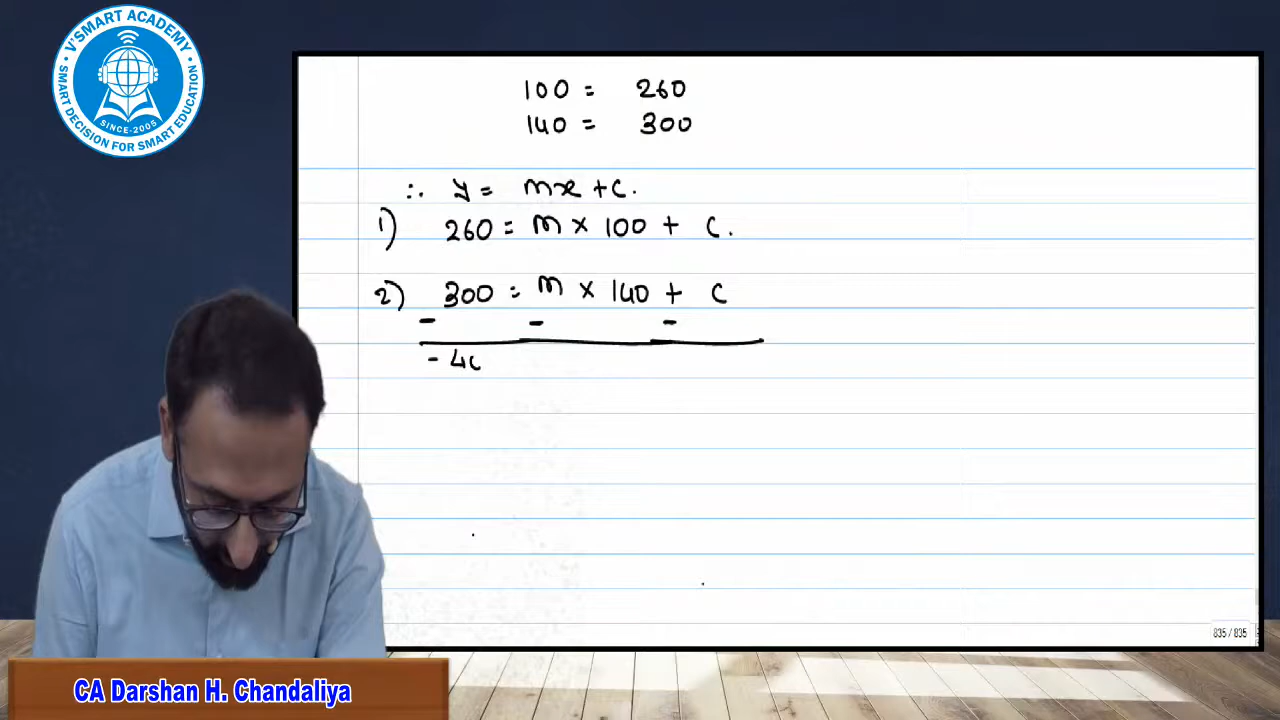 V'SMART ACADEMY
SINCE-2005
SMART DECISION FOR SMART EDUCATION
100 = 260
140 = 300
∴ y = mx + c.
1) 260 = m × 100 + c.
2) 300 = m × 140 + c
- - -
- 40
835 / 835
CA Darshan H. Chandaliya